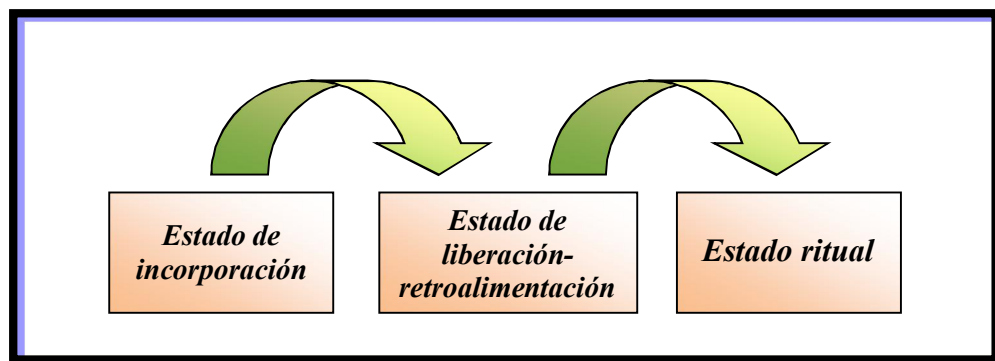 Estado de
incorporación
Estado de
liberación-
retroalimentación
Estado ritual